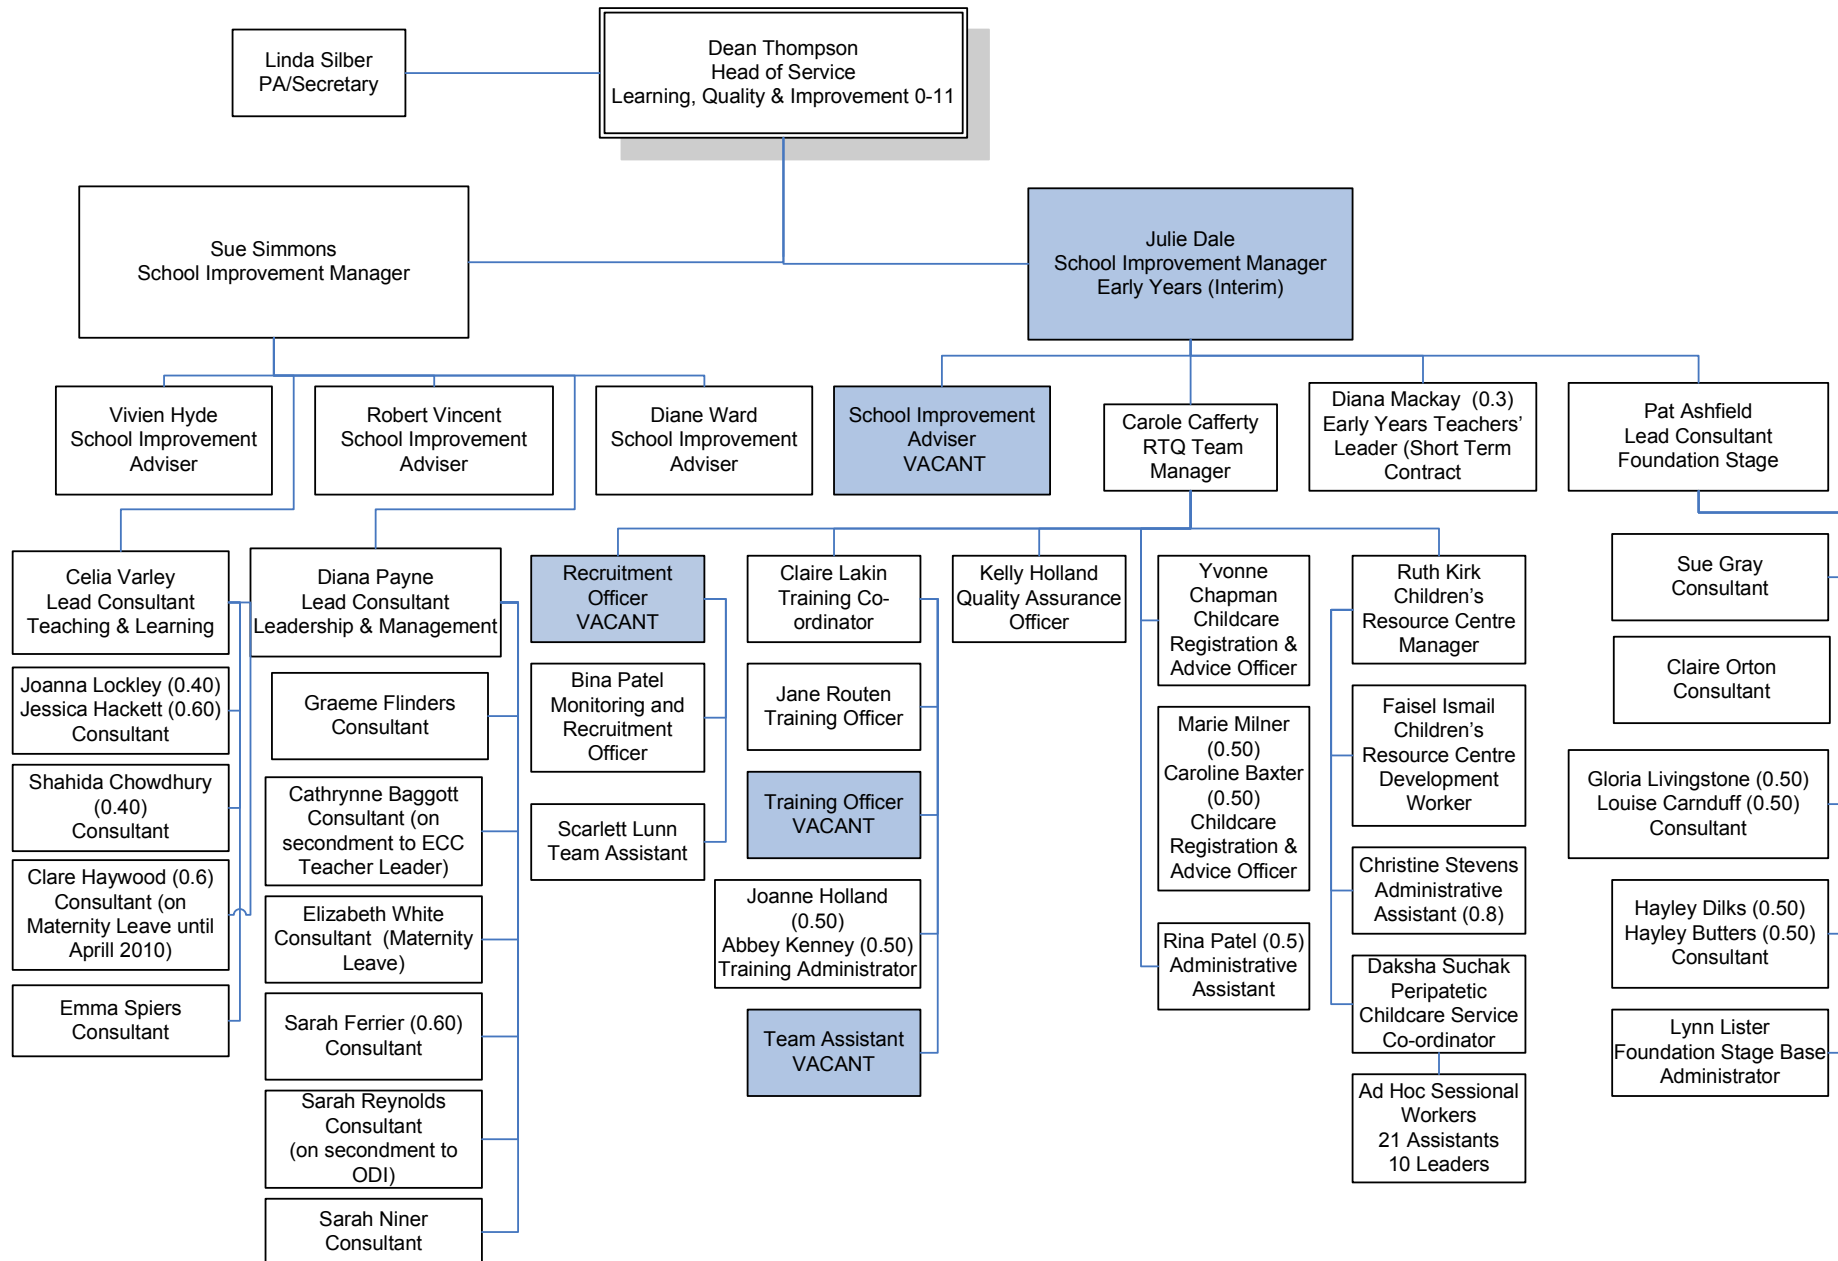 Linda Silber
PA/Secretary
Dean Thompson
Head of Service
Learning, Quality & Improvement 0-11
Sue Simmons
School Improvement Manager
Julie Dale
School Improvement Manager
Early Years (Interim)
Vivien Hyde
School Improvement
Adviser
Robert Vincent
School Improvement
Adviser
Diane Ward
School Improvement
Adviser
School Improvement
Adviser
VACANT
Carole Cafferty
RTQ Team
Manager
Diana Mackay (0.3)
Early Years Teachers’
Leader (Short Term
Contract
Pat Ashfield
Lead Consultant
Foundation Stage
Celia Varley
Lead Consultant
Teaching & Learning
Joanna Lockley (0.40)
Jessica Hackett (0.60)
Consultant
Shahida Chowdhury
(0.40)
Consultant
Clare Haywood (0.6)
Consultant (on
Maternity Leave until
Aprill 2010)
Emma Spiers
Consultant
Diana Payne
Lead Consultant
Leadership & Management
Graeme Flinders
Consultant
Cathrynne Baggott
Consultant (on
secondment to ECC
Teacher Leader)
Elizabeth White
Consultant (Maternity
Leave)
Sarah Ferrier (0.60)
Consultant
Sarah Reynolds
Consultant
(on secondment to
ODI)
Sarah Niner
Consultant
Recruitment
Officer
VACANT
Bina Patel
Monitoring and
Recruitment
Officer
Scarlett Lunn
Team Assistant
Claire Lakin
Training Co-
ordinator
Jane Routen
Training Officer
Training Officer
VACANT
Joanne Holland
(0.50)
Abbey Kenney (0.50)
Training Administrator
Team Assistant
VACANT
Kelly Holland
Quality Assurance
Officer
Yvonne
Chapman
Childcare
Registration &
Advice Officer
Marie Milner
(0.50)
Caroline Baxter
(0.50)
Childcare
Registration &
Advice Officer
Rina Patel (0.5)
Administrative
Assistant
Ruth Kirk
Children’s
Resource Centre
Manager
Faisel Ismail
Children’s
Resource Centre
Development
Worker
Christine Stevens
Administrative
Assistant (0.8)
Daksha Suchak
Peripatetic
Childcare Service
Co-ordinator
Ad Hoc Sessional
Workers
21 Assistants
10 Leaders
Sue Gray
Consultant
Claire Orton
Consultant
Gloria Livingstone (0.50)
Louise Carnduff (0.50)
Consultant
Hayley Dilks (0.50)
Hayley Butters (0.50)
Consultant
Lynn Lister
Foundation Stage Base
Administrator